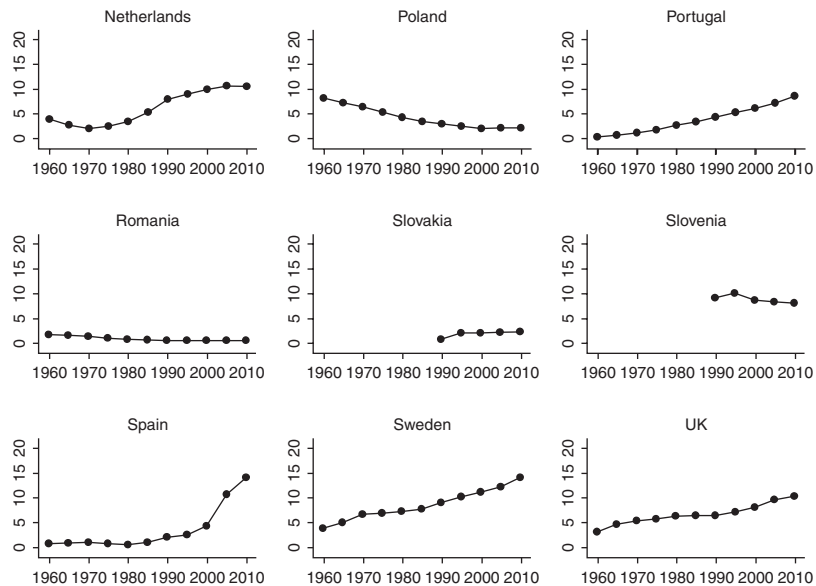 Netherlands Poland Portugal
0 5 10 15 20 0 5 10 15 20 0 5 10 15 20
1960 1970 1980 1990 2000 2010 1960 1970 1980 1990 2000 2010 1960 1970 1980 1990 2000 2010
Romania Slovakia Slovenia
0 5 10 15 20 0 5 10 15 20 0 5 10 15 20
1960 1970 1980 1990 2000 2010 1960 1970 1980 1990 2000 2010 1960 1970 1980 1990 2000 2010
Spain Sweden UK
0 5 10 15 20 0 5 10 15 20 0 5 10 15 20
1960 1970 1980 1990 2000 2010 1960 1970 1980 1990 2000 2010 1960 1970 1980 1990 2000 2010